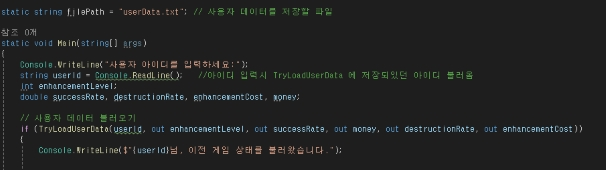 static string filePath = "userData.txt"; // 사용자 데이터를 저장할 파일
참조 0개
static void Main(string[] args)
{
Console.WriteLine("사용자 아이디를 입력하세요:");
string userId = Console.ReadLine(); //아이디 입력시 TryLoadUserData 에 저장되있던 아이디 불러옴
int enhancementLevel;
double successRate, destructionRate, enhancementCost, money;
// 사용자 데이터 불러오기
if (TryLoadUserData(userId, out enhancementLevel, out successRate, out money, out destructionRate, out enhancementCost))
{
Console.WriteLine($"{userId}님, 이전 게임 상태를 불러왔습니다.");